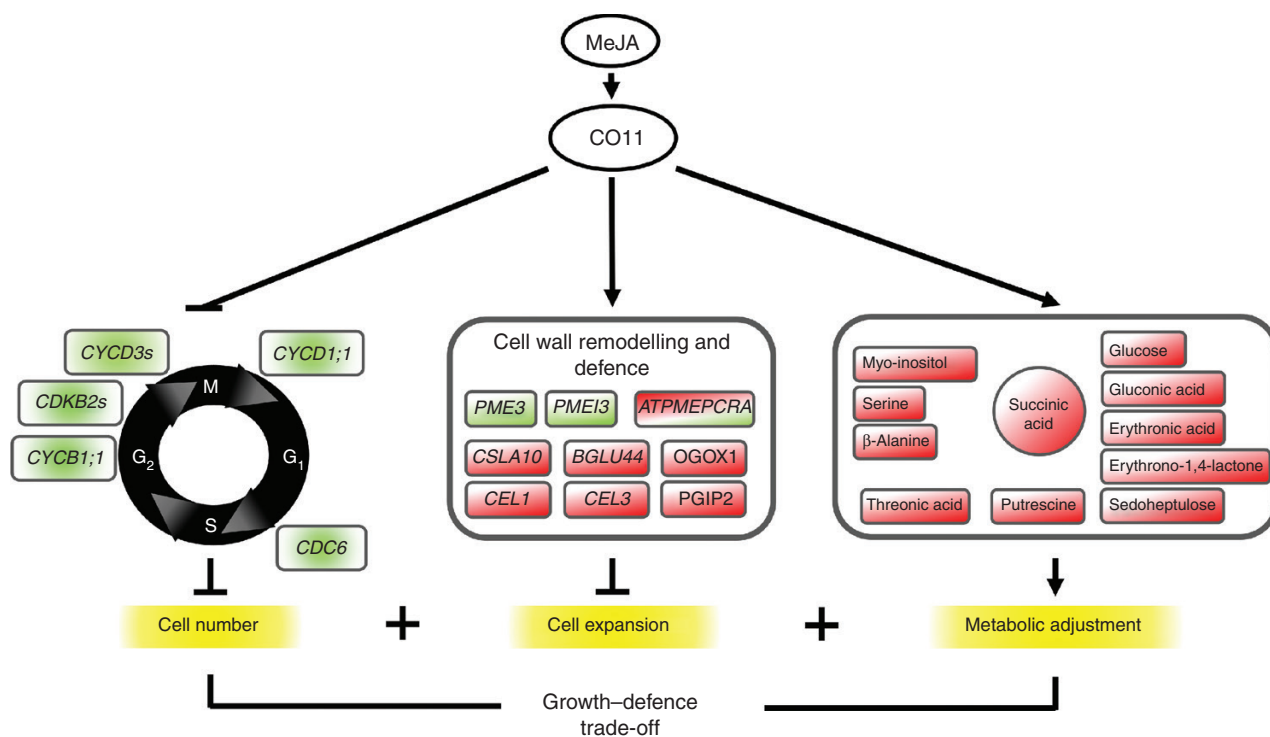 MeJA
CO11
CYCD3s
CYCD1;1
CDKB2s
CYCB1;1
CDC6
M
G1
G2
S
Cell wall remodelling and
defence
PME3
PMEI3
ATPMEPCRA
CSLA10
BGLU44
OGOX1
CEL1
CEL3
PGIP2
Myo-inositol
Serine
β-Alanine
Threonic acid
Succinic
acid
Putrescine
Glucose
Gluconic acid
Erythronic acid
Erythrono-1,4-lactone
Sedoheptulose
Cell number
+
Cell expansion
+
Metabolic adjustment
Growth–defence
trade-off